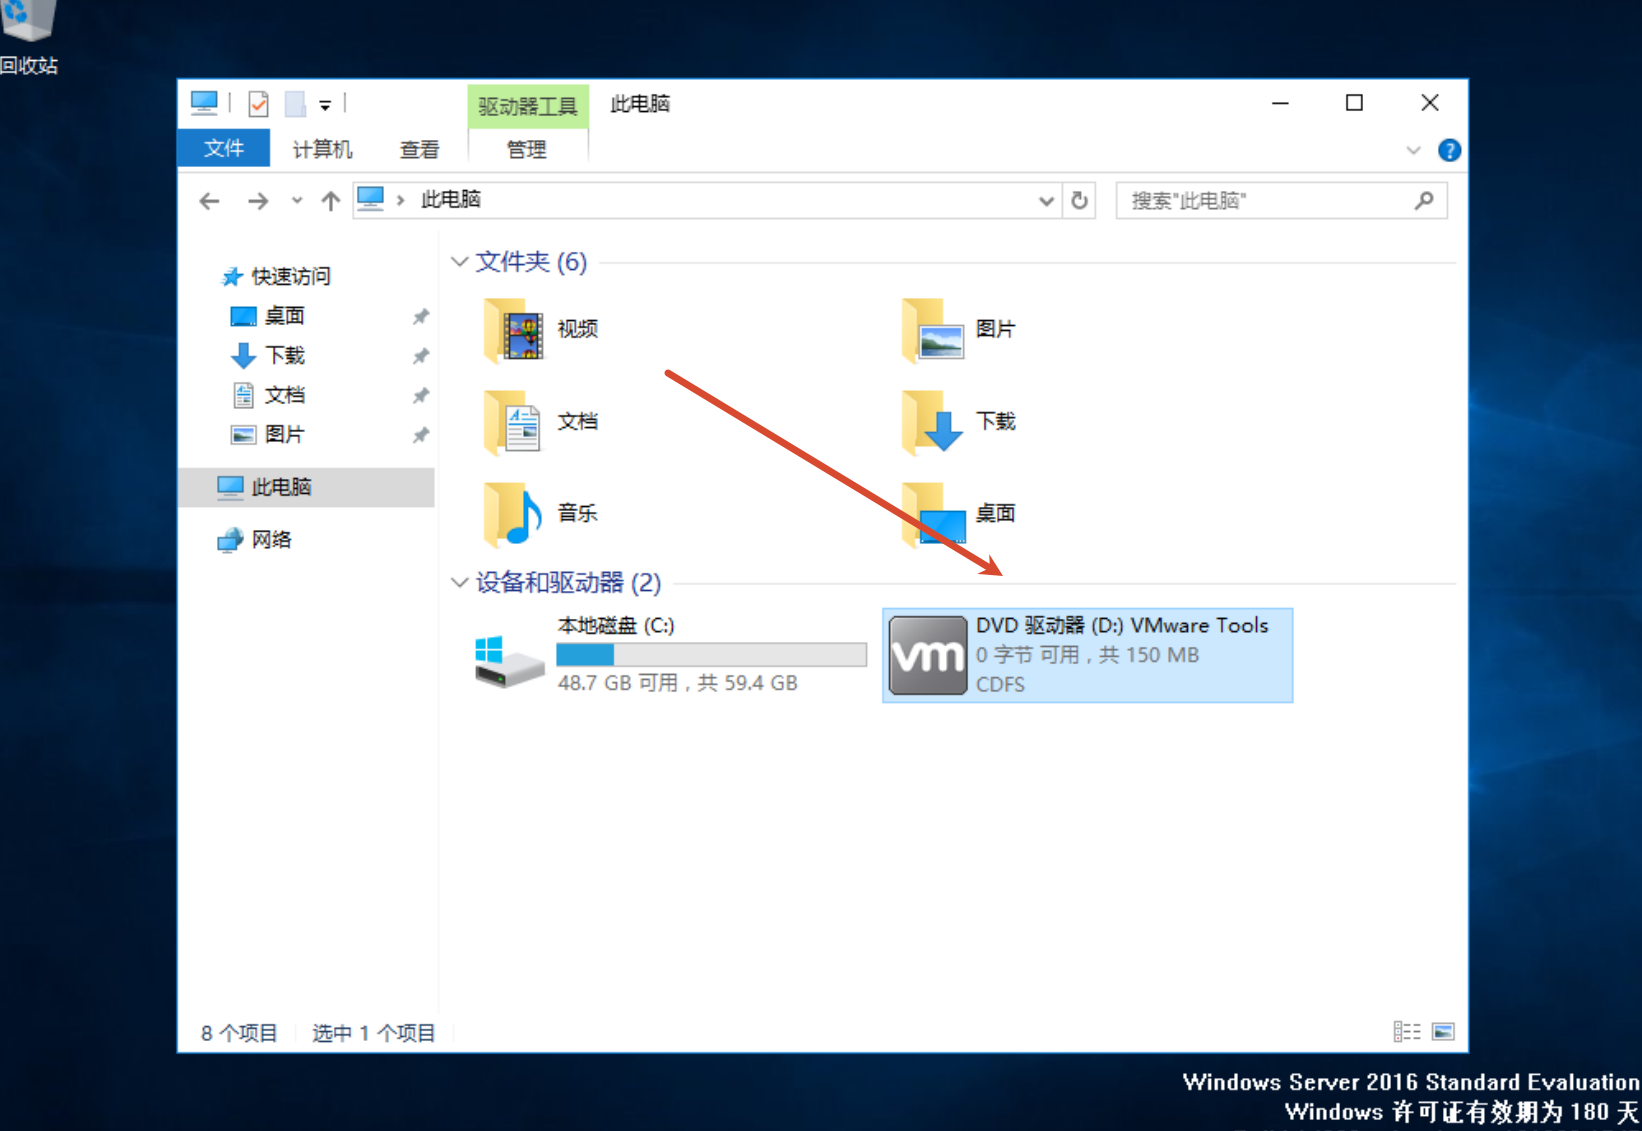 回收站
驱动器工具 此电脑
文件 计算机 查看 管理
此电脑 搜索"此电脑"
快速访问
桌面
下载
文档
图片
此电脑
网络
文件夹 (6)
视频
图片
文档
下载
音乐
桌面
设备和驱动器 (2)
本地磁盘 (C:)
48.7 GB 可用，共 59.4 GB
vm
DVD 驱动器 (D:) VMware Tools
0 字节 可用，共 150 MB
CDFS
8 个项目 选中 1 个项目
Windows Server 2016 Standard Evaluation
Windows 许可证有效期为 180 天